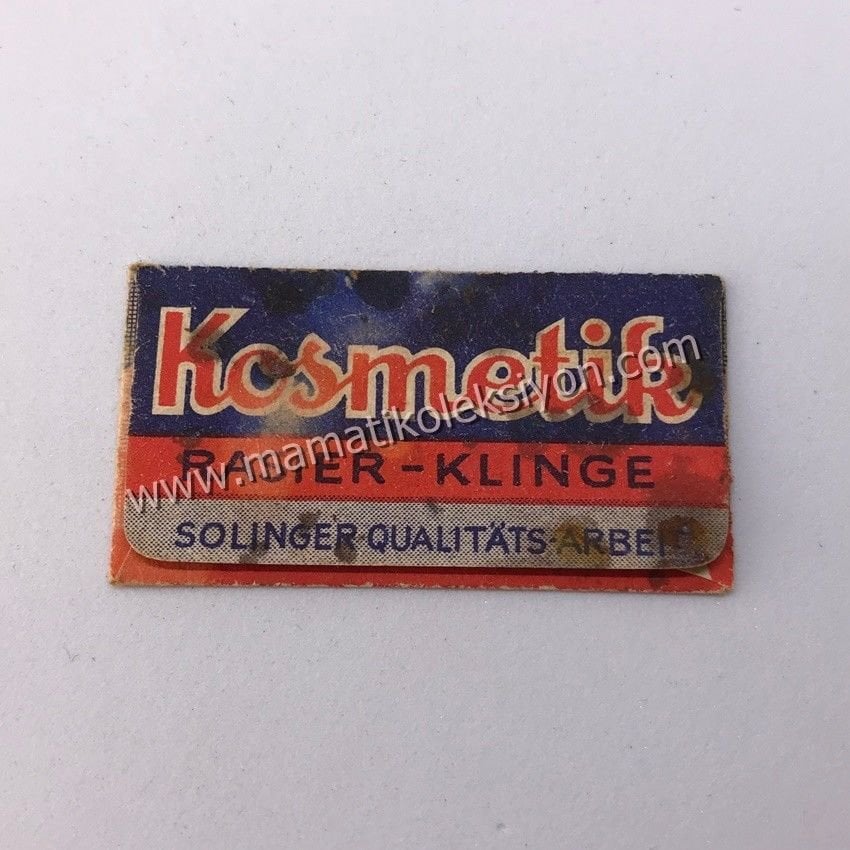 Kosmetik
www.mamatikoleksiyon.com
RASIER-KLINGE
SOLINGER QUALITÄTS-ARBEIT